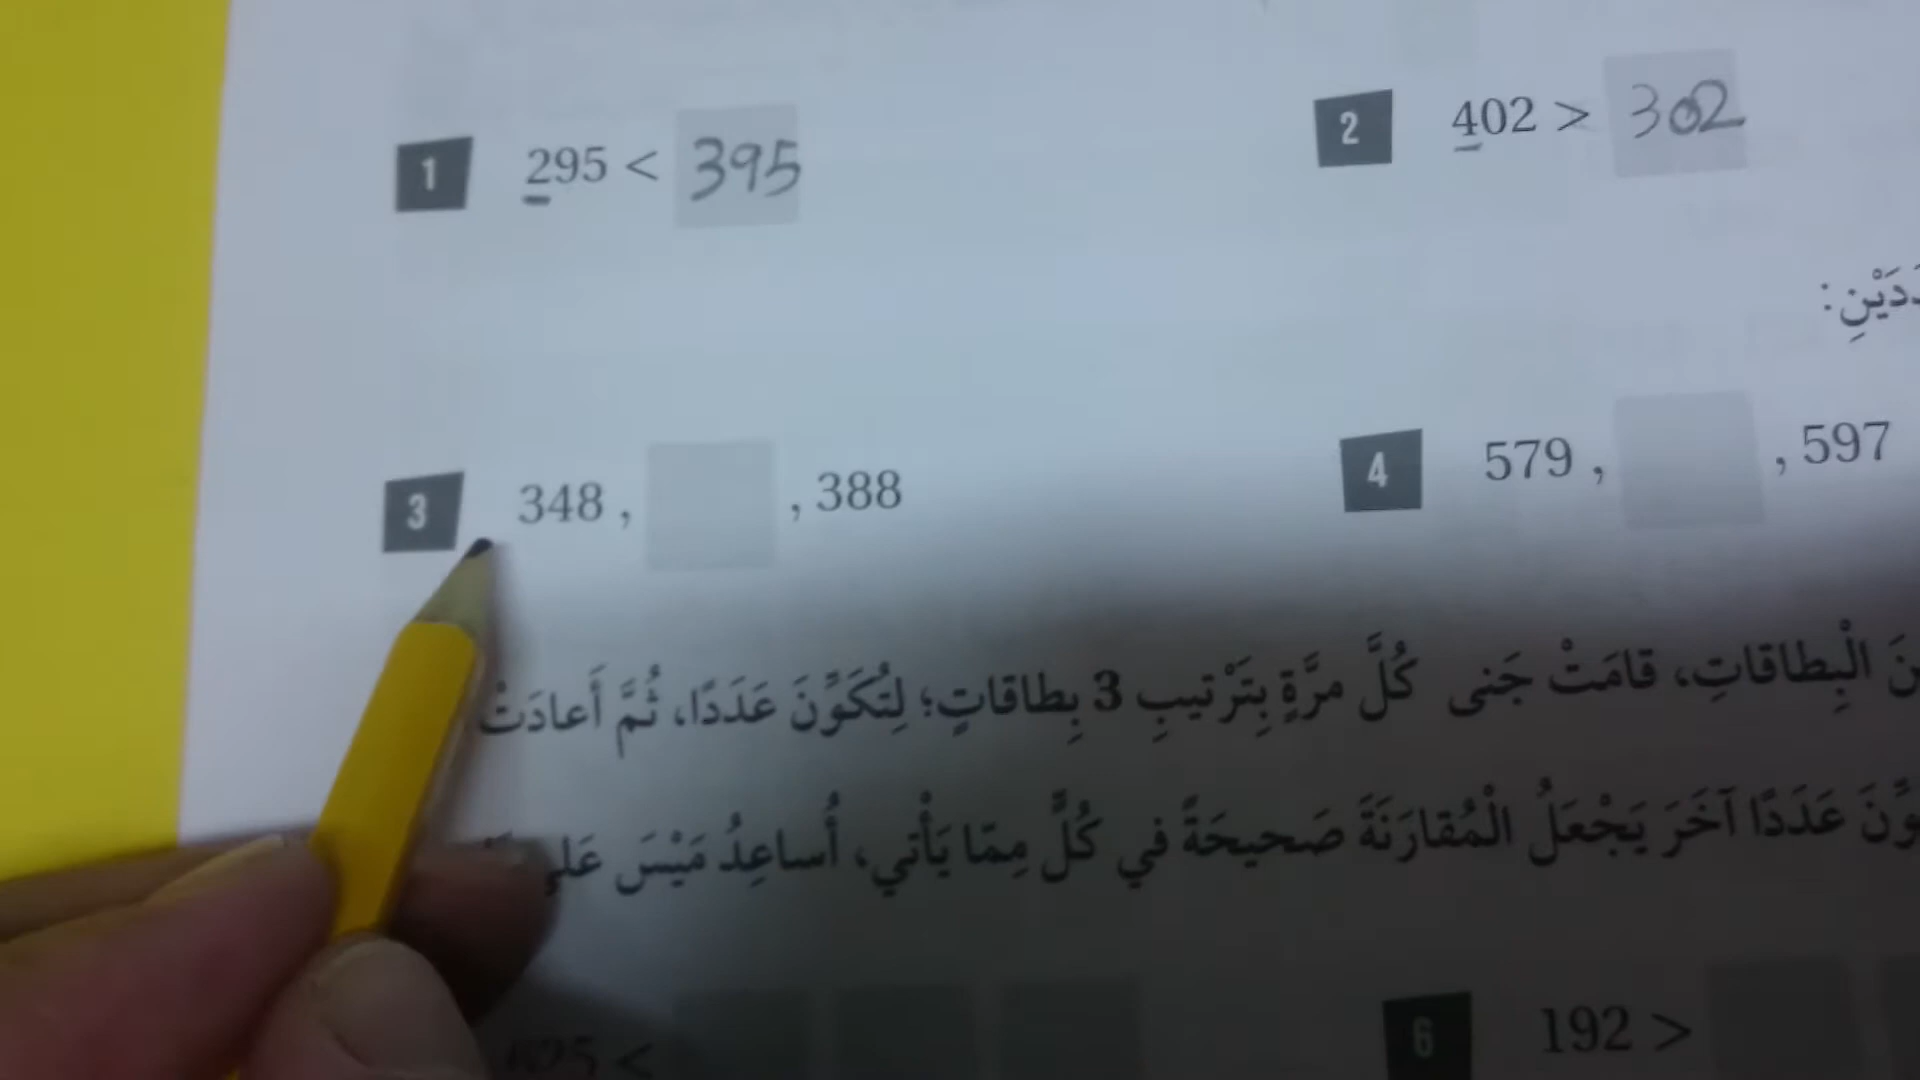 1 295 < 395
2 402 > 302
3 348 , , 388
4 579 , , 597
الْبِطاقاتِ، قامَتْ جَنى كُلَّ مرَّةٍ بِتَرْتيبِ 3 بِطاقاتٍ؛ لِتُكَوِّنَ عَدَدًا، ثُمَّ أَعادَتْ
عَدَدًا آخَرَ يَجْعَلُ الْمُقارَنَةَ صَحيحَةً في كُلٍّ مِمّا يَأْتي، أُساعِدُ مَيْسَ
6 192 >